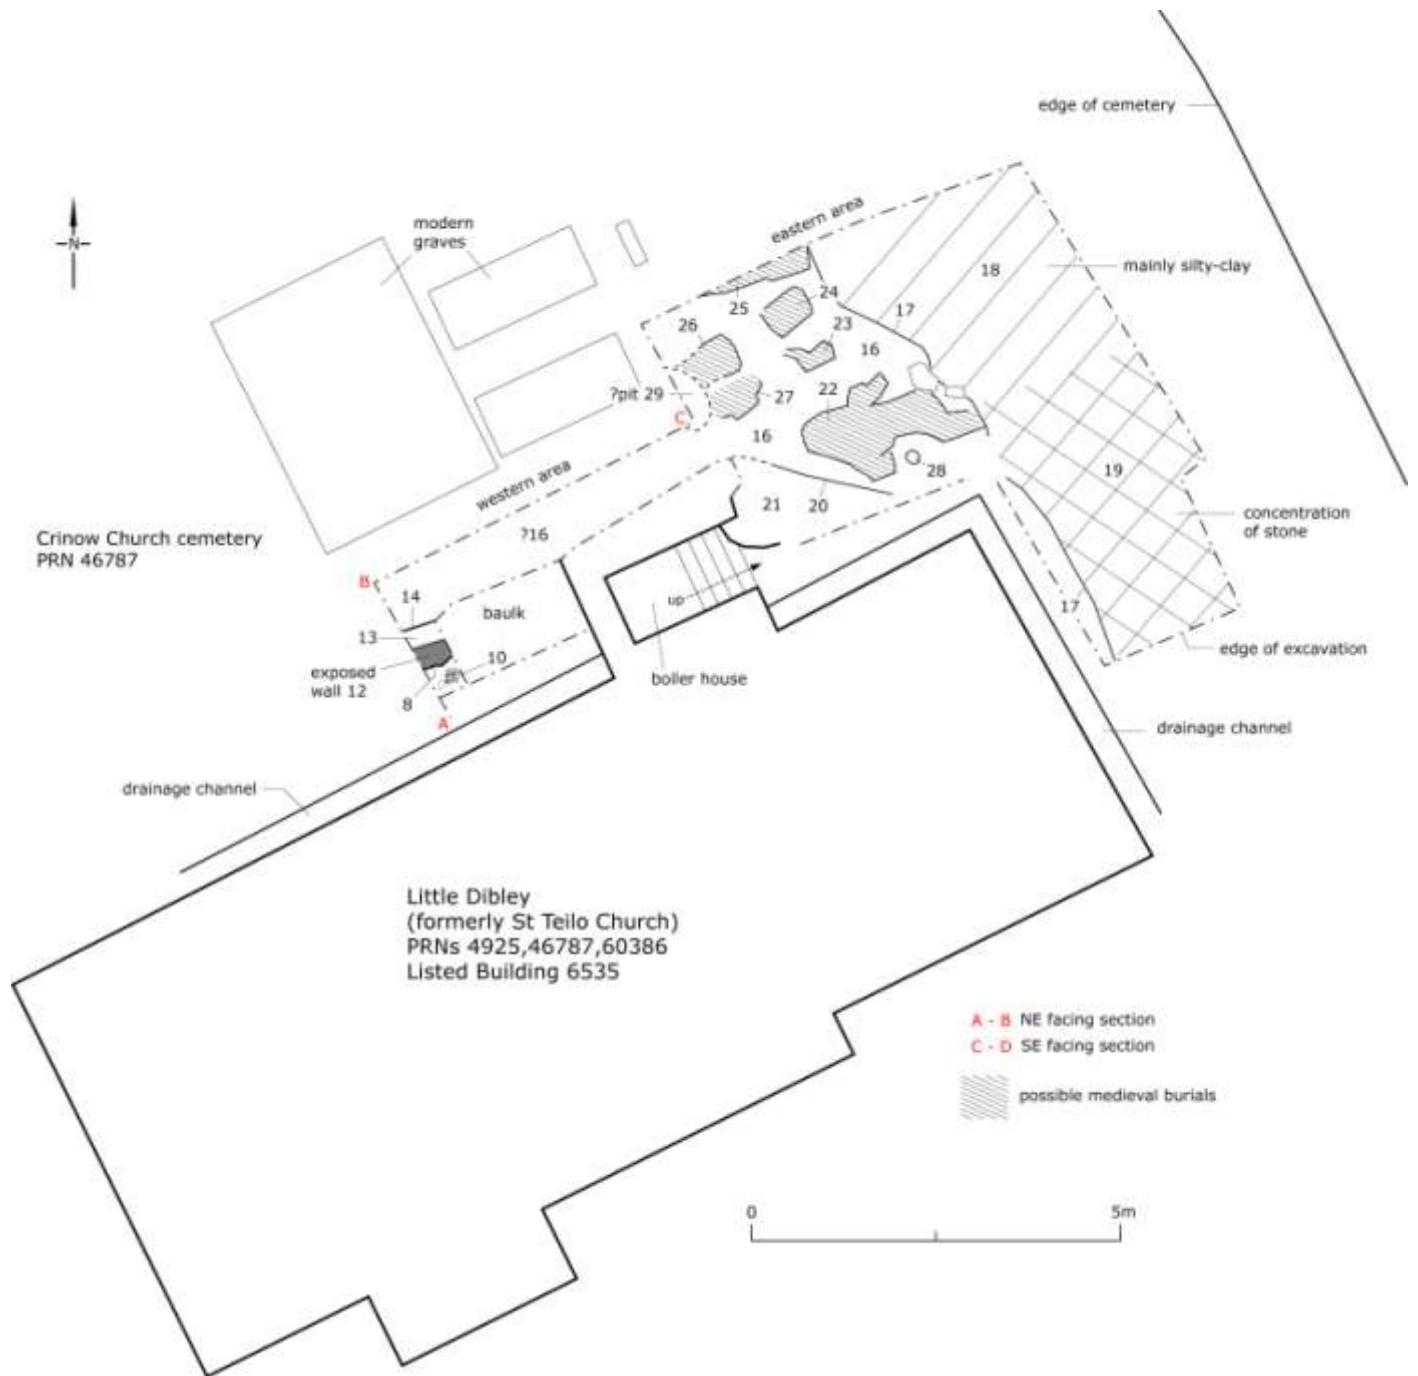 edge of cemetery
N
modern
graves
eastern area
18
mainly silty-clay
24
25
17
26
23
16
?pit 29
22
27
C
16
western area
19
28
21
20
concentration
of stone
Crinow Church cemetery
PRN 46787
?16
B
14
up
17
baulk
13
10
exposed
wall 12
boiler house
edge of excavation
8
A
drainage channel
drainage channel
Little Dibley
(formerly St Teilo Church)
PRNs 4925,46787,60386
Listed Building 6535
A - B NE facing section
C - D SE facing section
possible medieval burials
0
5m